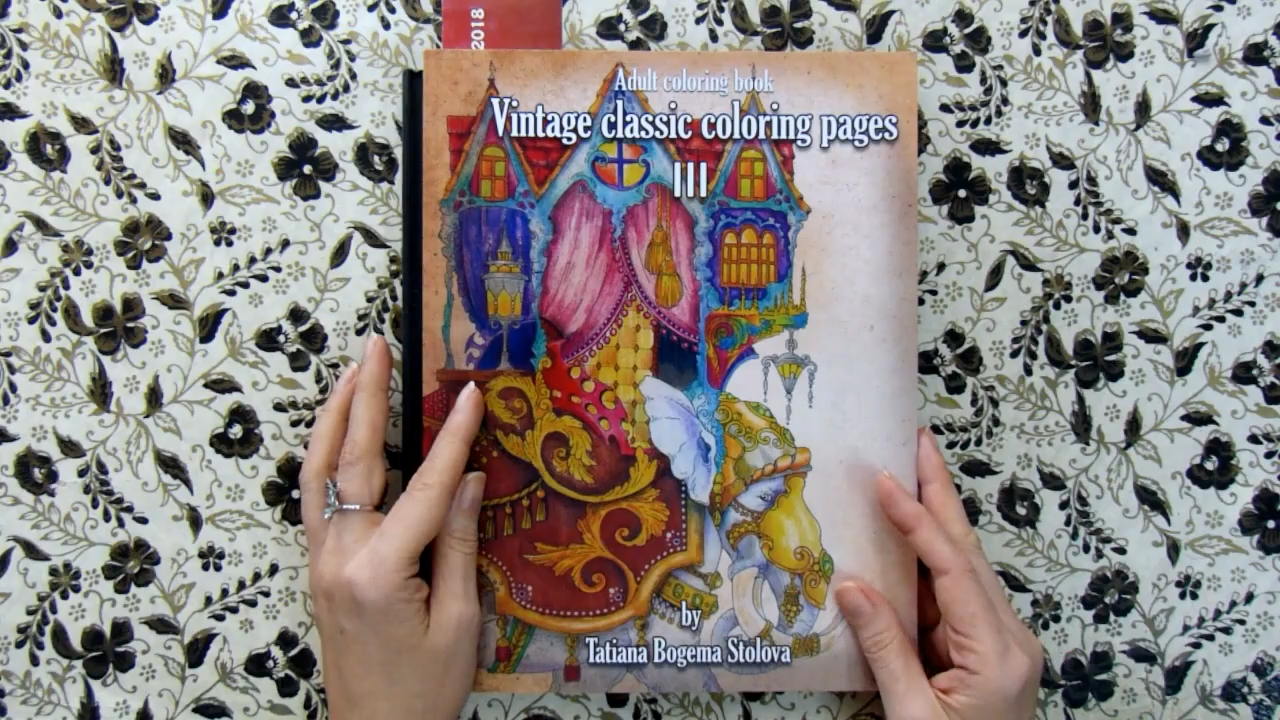 2018
Adult coloring book
Vintage classic coloring pages
III
by
Tatiana Bogema Stolova